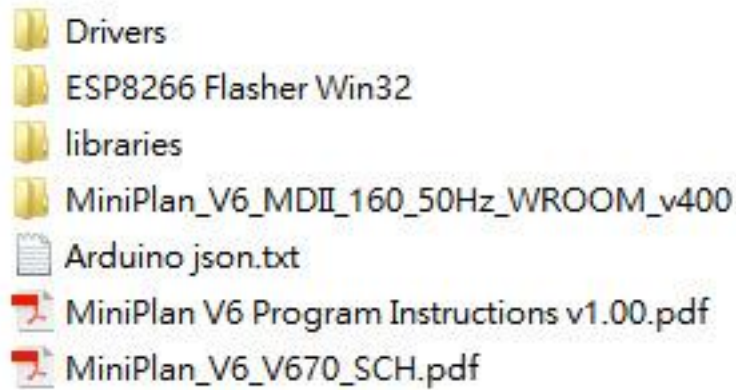 Drivers
ESP8266 Flasher Win32
libraries
MiniPlan_V6_MDII_160_50Hz_WROOM_v400
Arduino json.txt
MiniPlan V6 Program Instructions v1.00.pdf
MiniPlan_V6_V670_SCH.pdf